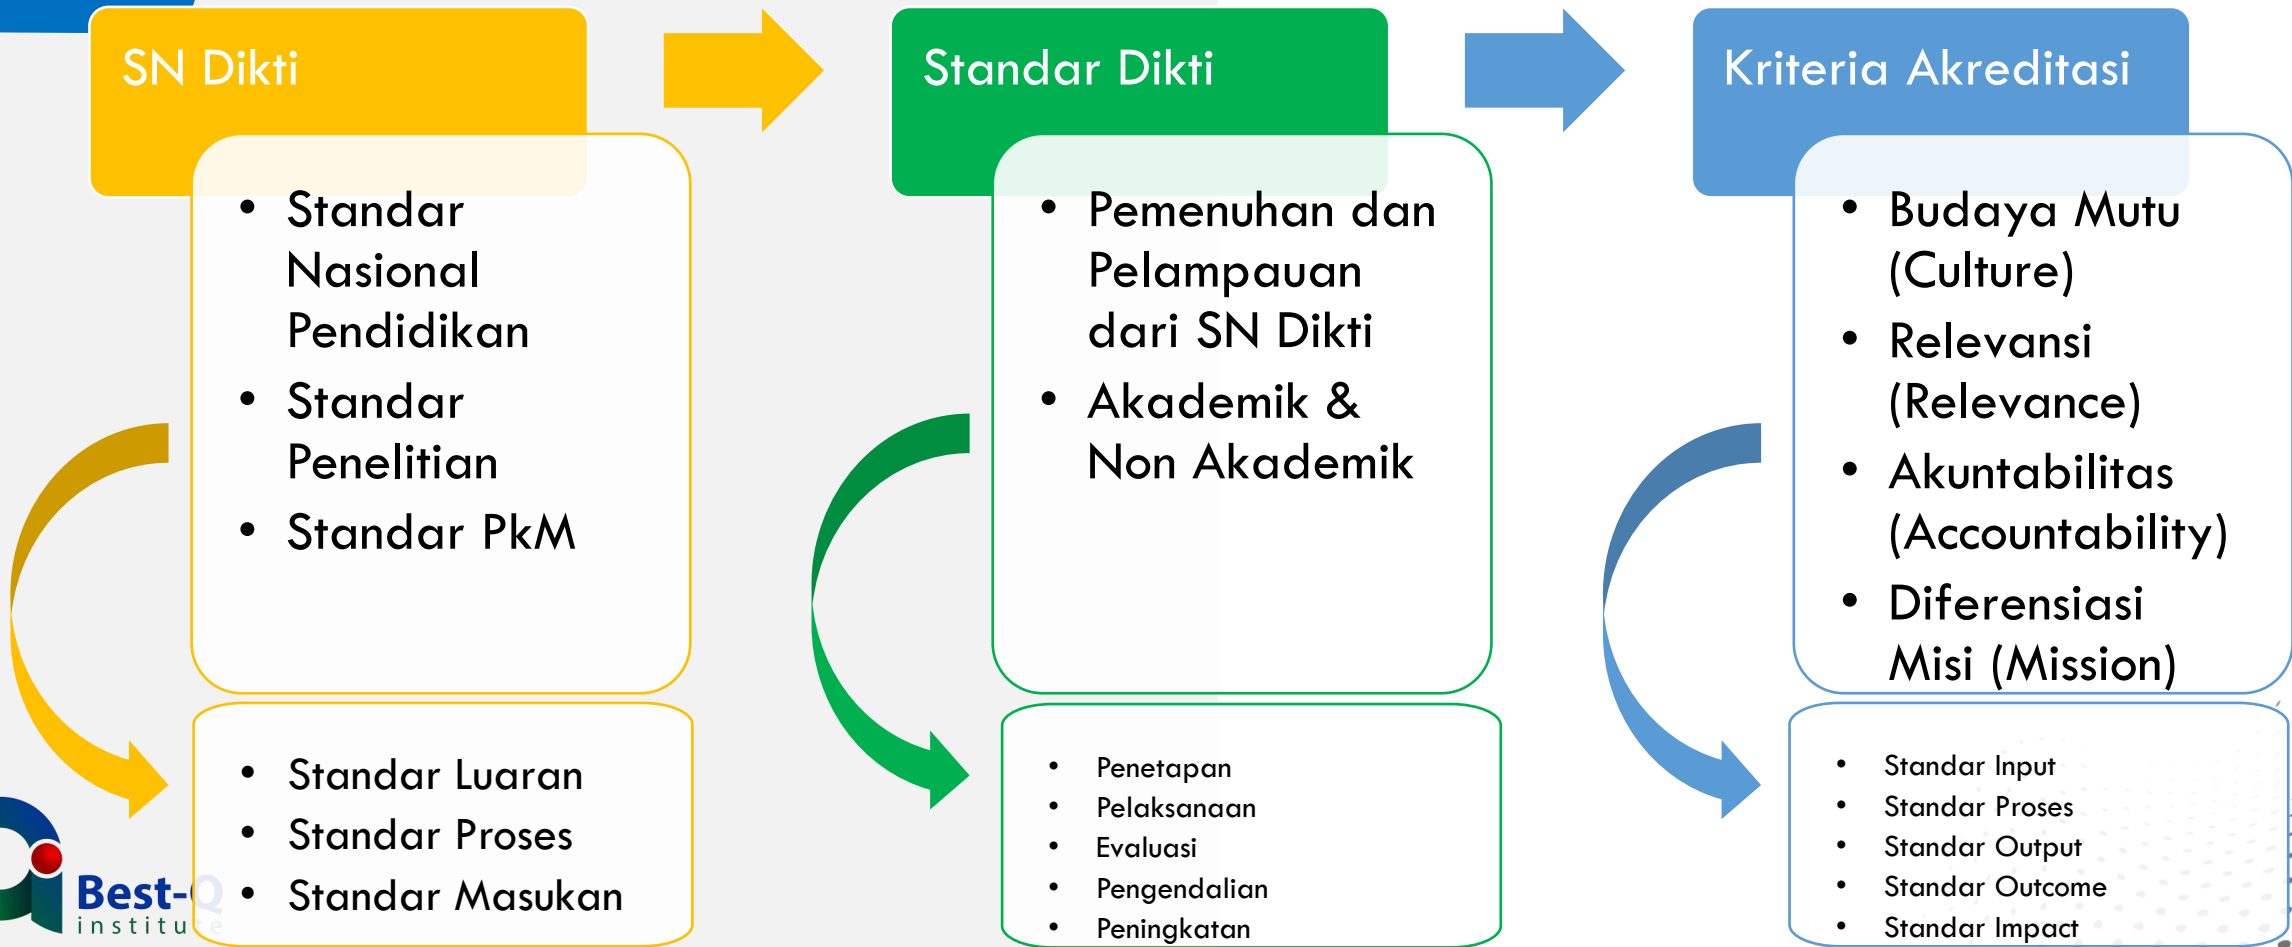 SN Dikti
• Standar
Nasional
Pendidikan
• Standar
Penelitian
• Standar PkM
• Standar Luaran
• Standar Proses
• Standar Masukan
Standar Dikti
• Pemenuhan dan
Pelampauan
dari SN Dikti
• Akademik &
Non Akademik
• Penetapan
• Pelaksanaan
• Evaluasi
• Pengendalian
• Peningkatan
Kriteria Akreditasi
• Budaya Mutu
(Culture)
• Relevansi
(Relevance)
• Akuntabilitas
(Accountability)
• Diferensiasi
Misi (Mission)
• Standar Input
• Standar Proses
• Standar Output
• Standar Outcome
• Standar Impact
Best-Q
institute